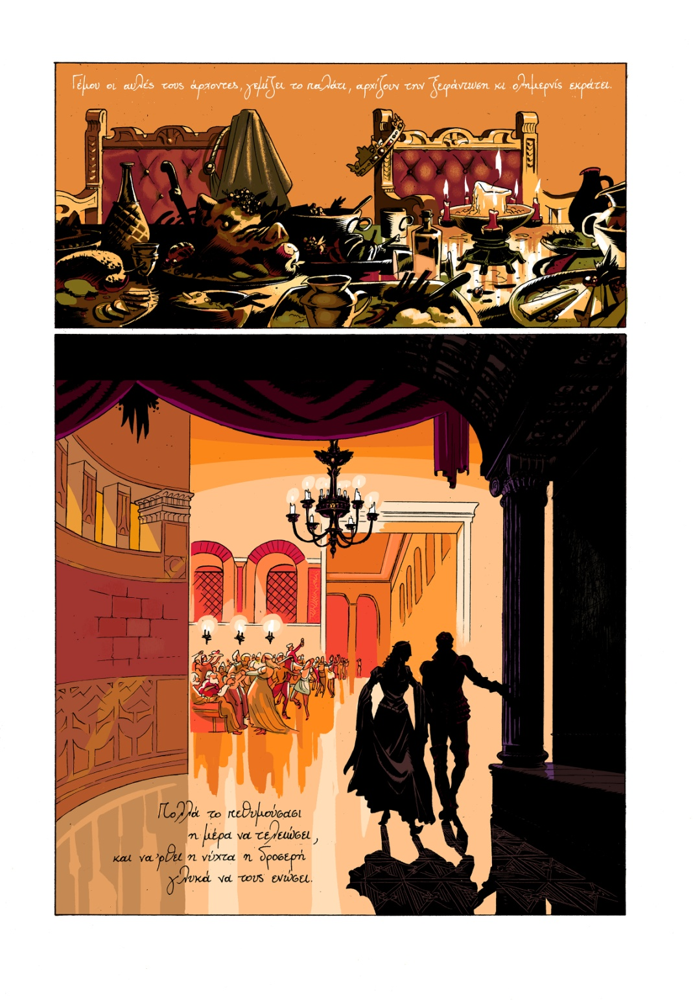 Γέμου οι αυλές τους άρχοντες, γεμίζει το παλάτι, αρχίζουν την ξεφάντωση κι ολημερνίς εκράτει.
Πολλά το πεθυμούσασι
η μέρα να τελειώσει,
και να 'ρθει η νύχτα η δροσερή
γλυκά να τους ενώσει.